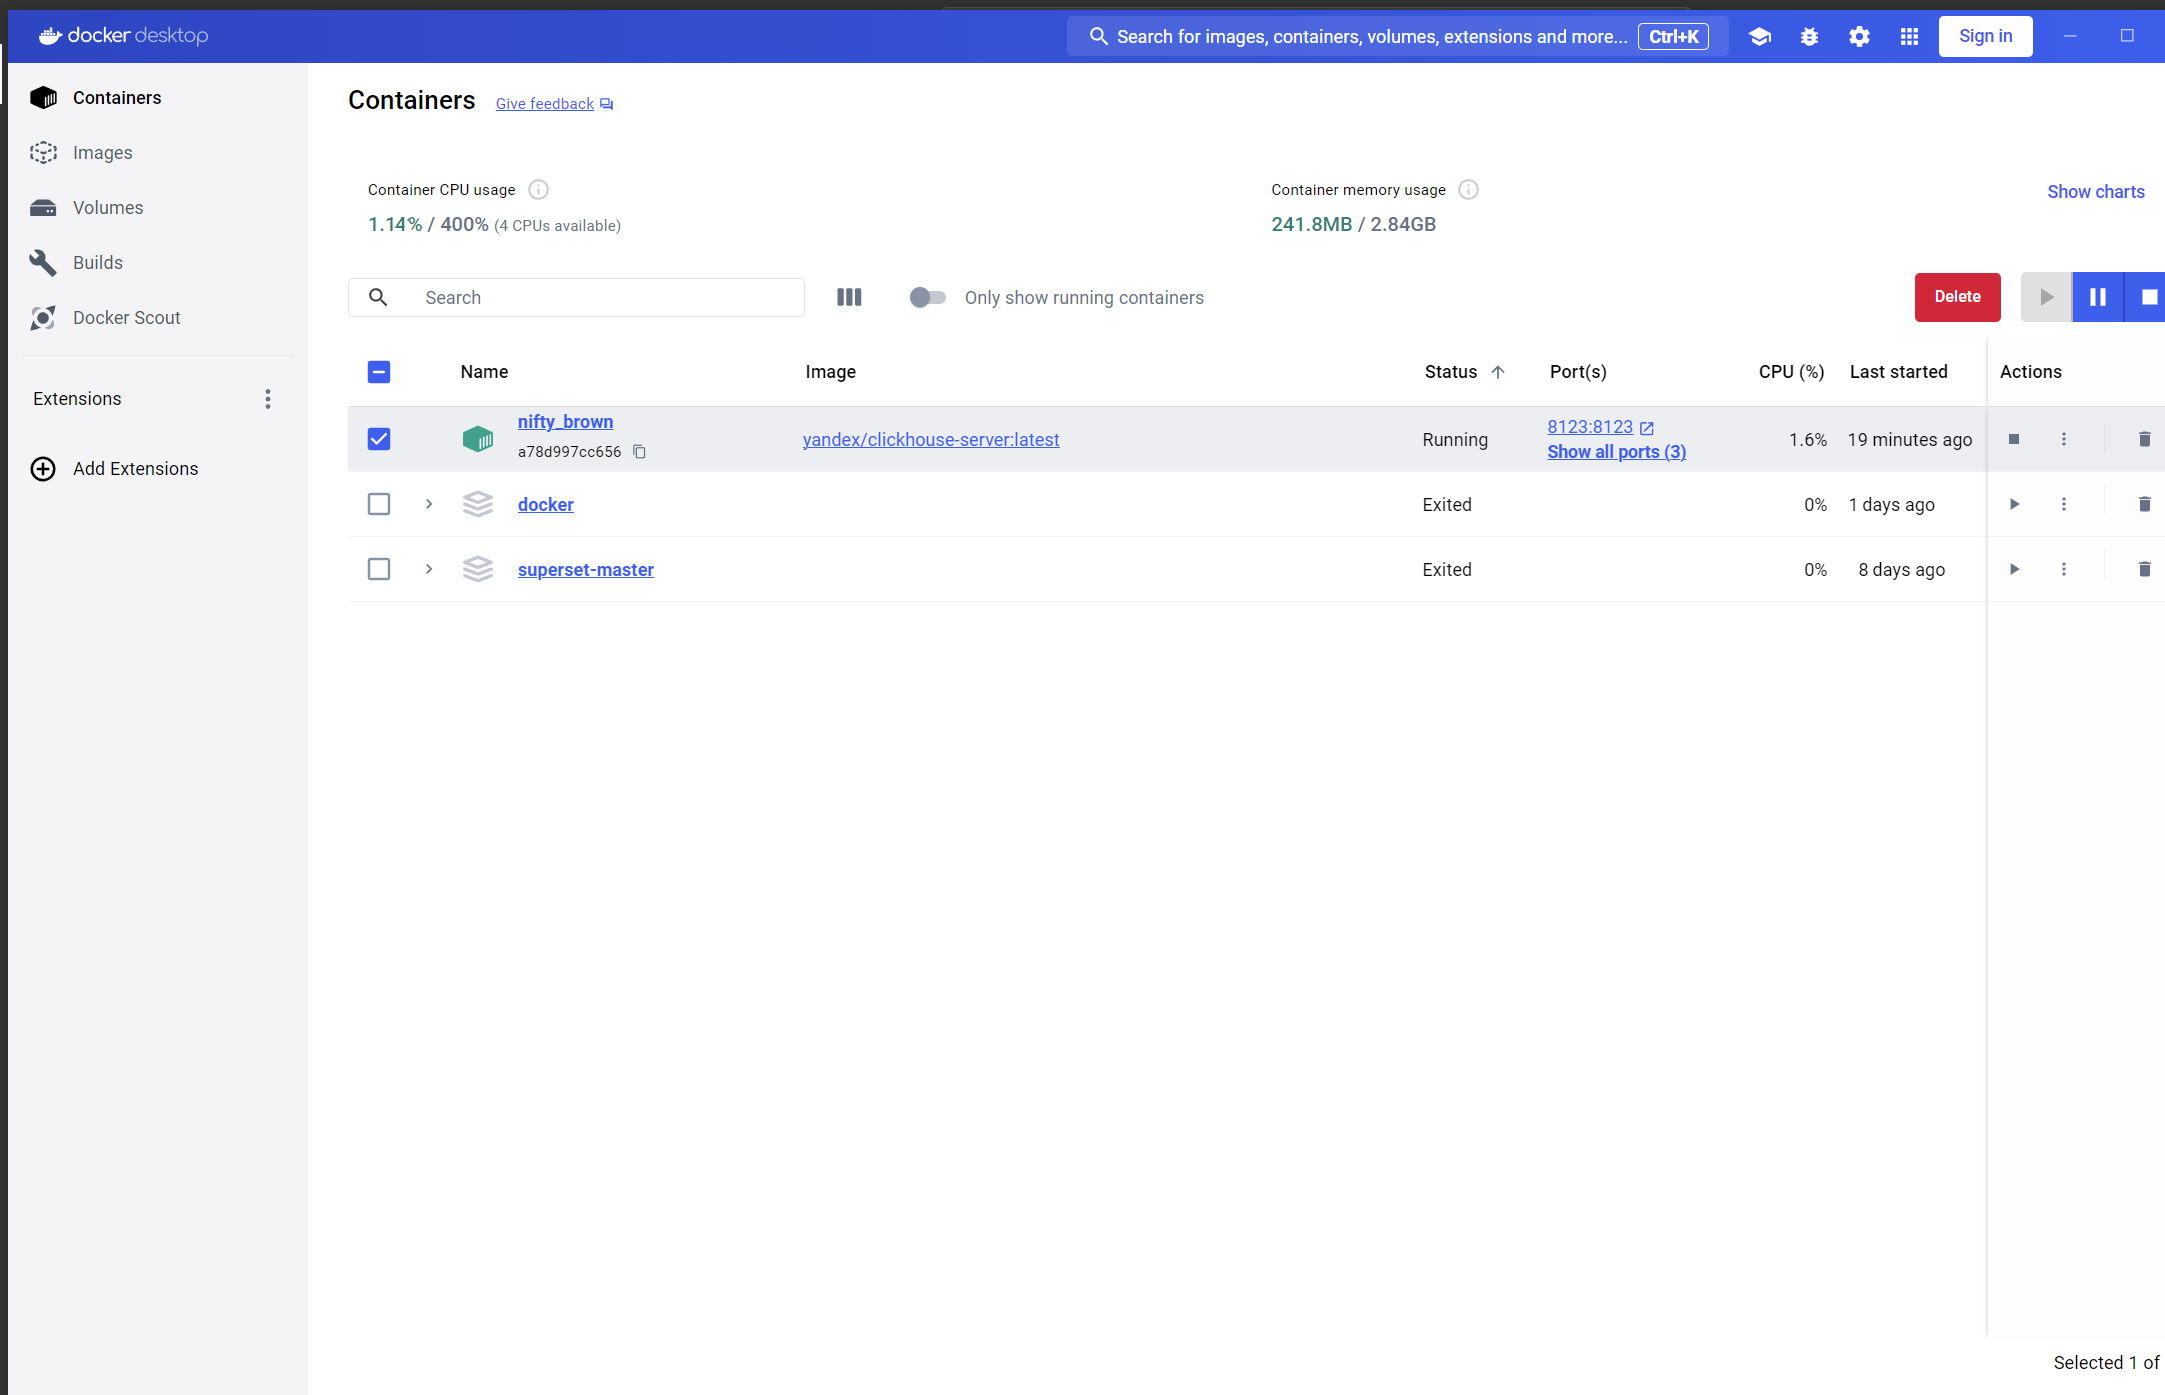 docker desktop
Search for images, containers, volumes, extensions and more... Ctrl+K
Sign in
Containers
Images
Volumes
Builds
Docker Scout
Extensions
Add Extensions
Containers Give feedback
Container CPU usage
1.14% / 400% (4 CPUs available)
Container memory usage
241.8MB / 2.84GB
Show charts
Search
Only show running containers
Delete
Name Image Status Port(s) CPU (%) Last started Actions
nifty_brown
a78d997cc656
yandex/clickhouse-server:latest
Running
8123:8123
Show all ports (3)
1.6% 19 minutes ago
docker Exited 0% 1 days ago
superset-master Exited 0% 8 days ago
Selected 1 of